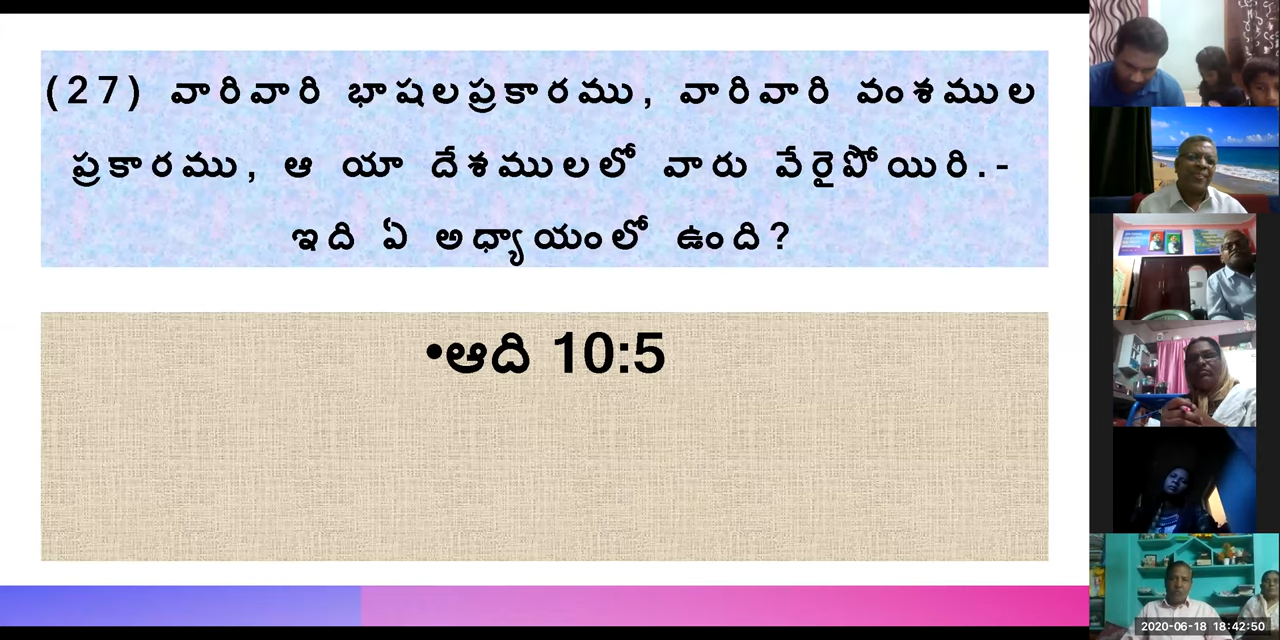 (27) వారివారి భాషలప్రకారము, వారివారి వంశముల
ప్రకారము, ఆ యా దేశములలో వారు వేరైపోయిరి.-
ఇది ఏ అధ్యాయంలో ఉంది?
•ఆది 10:5
2020-06-18 18:42:50